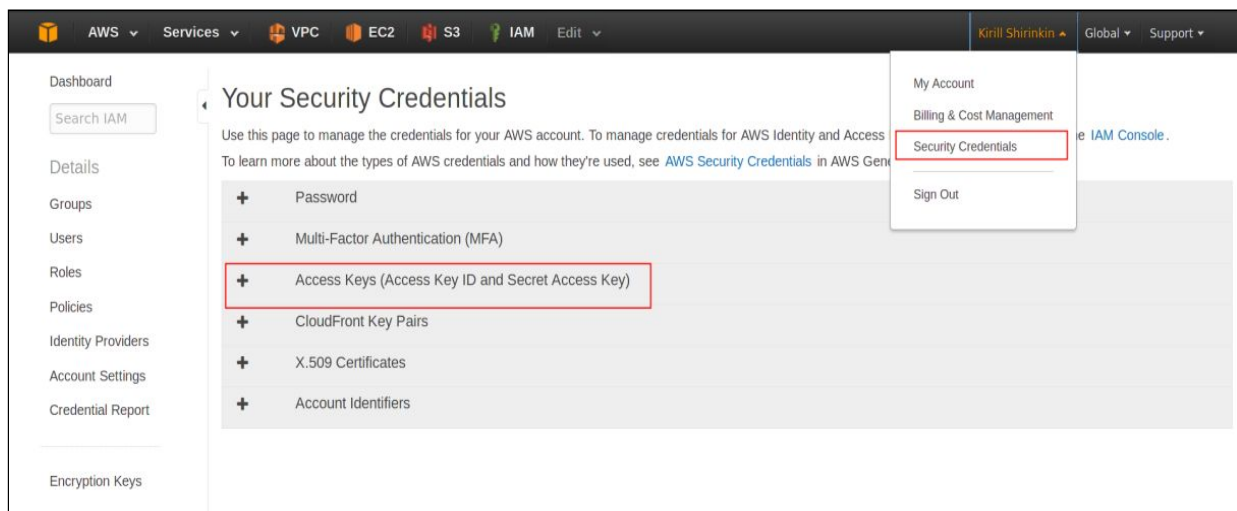 AWS Services VPC EC2 S3 IAM Edit Kirill Shirinkin Global Support
Dashboard
Search IAM
Details
Groups
Users
Roles
Policies
Identity Providers
Account Settings
Credential Report
Encryption Keys
Your Security Credentials
Use this page to manage the credentials for your AWS account. To manage credentials for AWS Identity and Access e IAM Console.
To learn more about the types of AWS credentials and how they're used, see AWS Security Credentials in AWS Gen
Password
Multi-Factor Authentication (MFA)
Access Keys (Access Key ID and Secret Access Key)
CloudFront Key Pairs
X.509 Certificates
Account Identifiers
My Account
Billing & Cost Management
Security Credentials
Sign Out